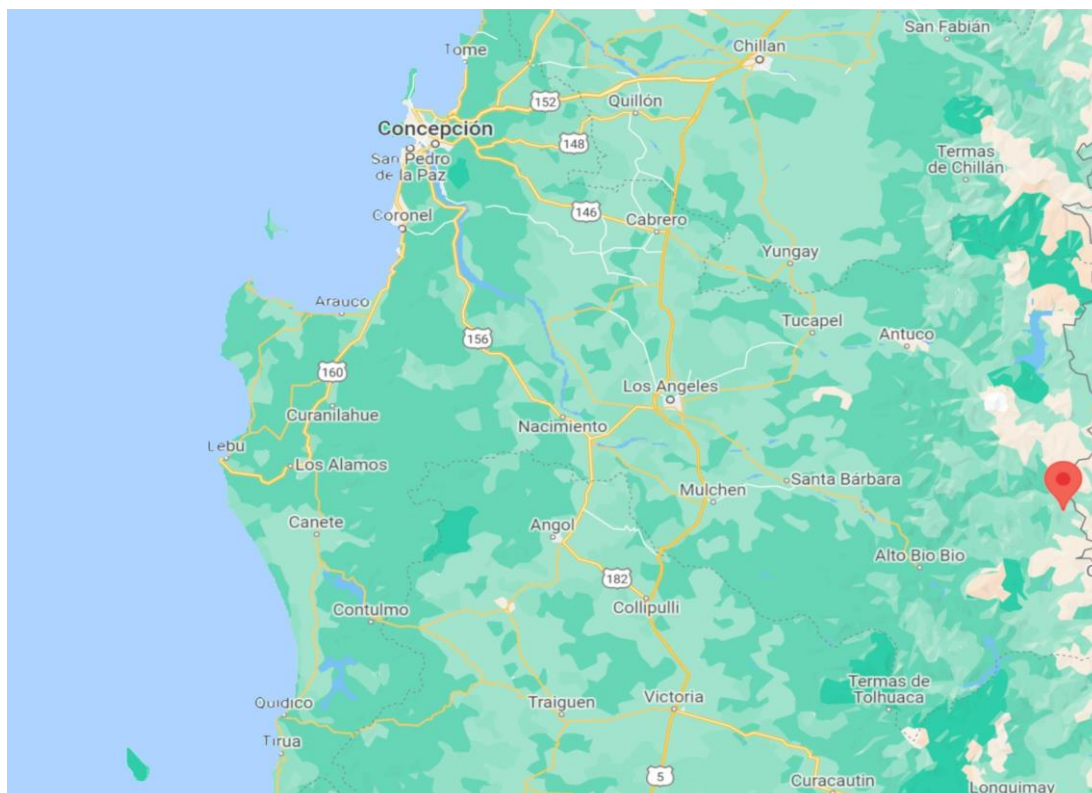 San Fabián
Tome
Chillan
152
Quillón
Concepción
148
San Pedro
de la Paz
Termas
de Chillán
Coronel
146
Cabrero
Yungay
Arauco
Tucapel
156
Antuco
160
Los Angeles
Curanilahue
Nacimiento
Lebu
Los Alamos
Santa Bárbara
Mulchen
Canete
Angol
Alto Bio Bio
182
Collipulli
Contulmo
Termas de
Tolhuaca
Quidico
Traiguen
Victoria
Tirua
5
Curacautin
Lonquimay